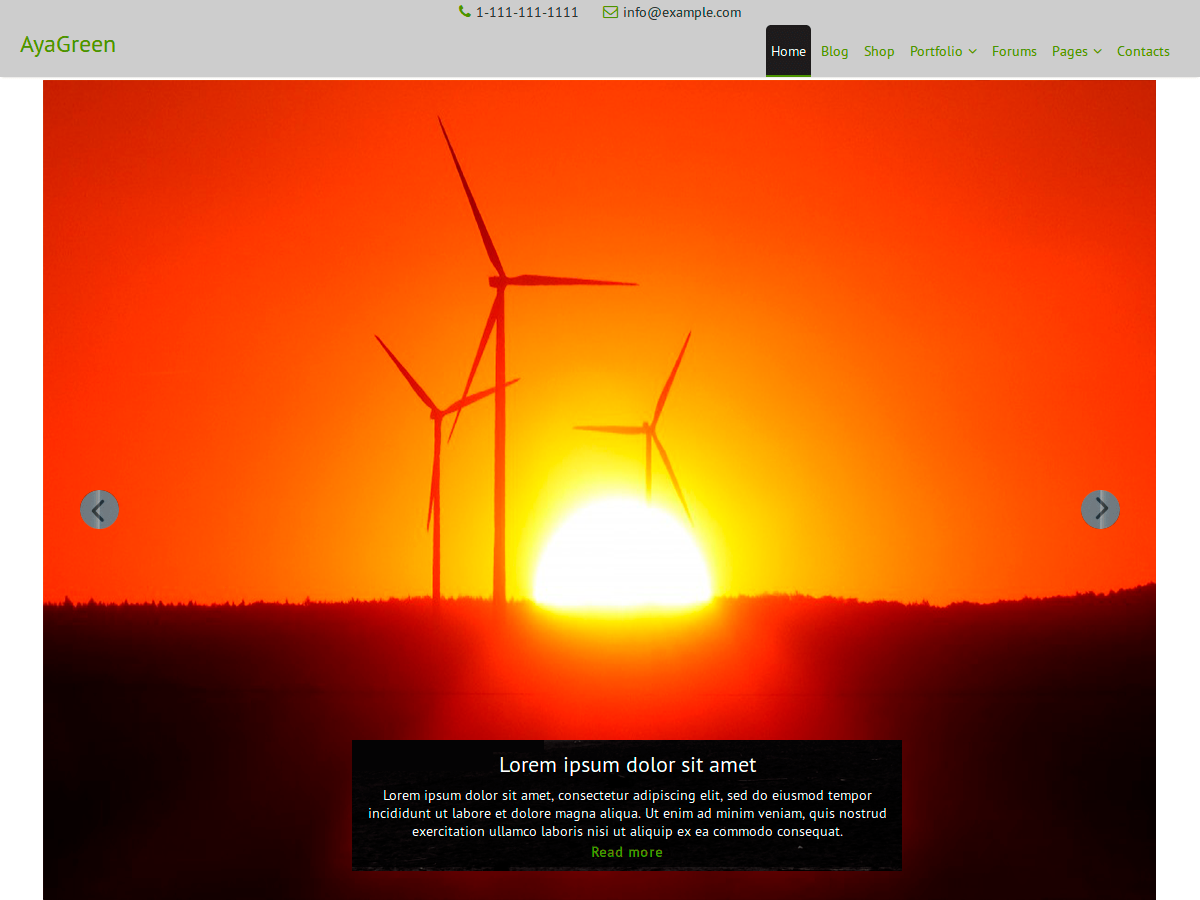 1-111-111-1111 info@example.com
AyaGreen
Home Blog Shop Portfolio Forums Pages Contacts
Lorem ipsum dolor sit amet
Lorem ipsum dolor sit amet, consectetur adipiscing elit, sed do eiusmod tempor
incididunt ut labore et dolore magna aliqua. Ut enim ad minim veniam, quis nostrud
exercitation ullamco laboris nisi ut aliquip ex ea commodo consequat.
Read more